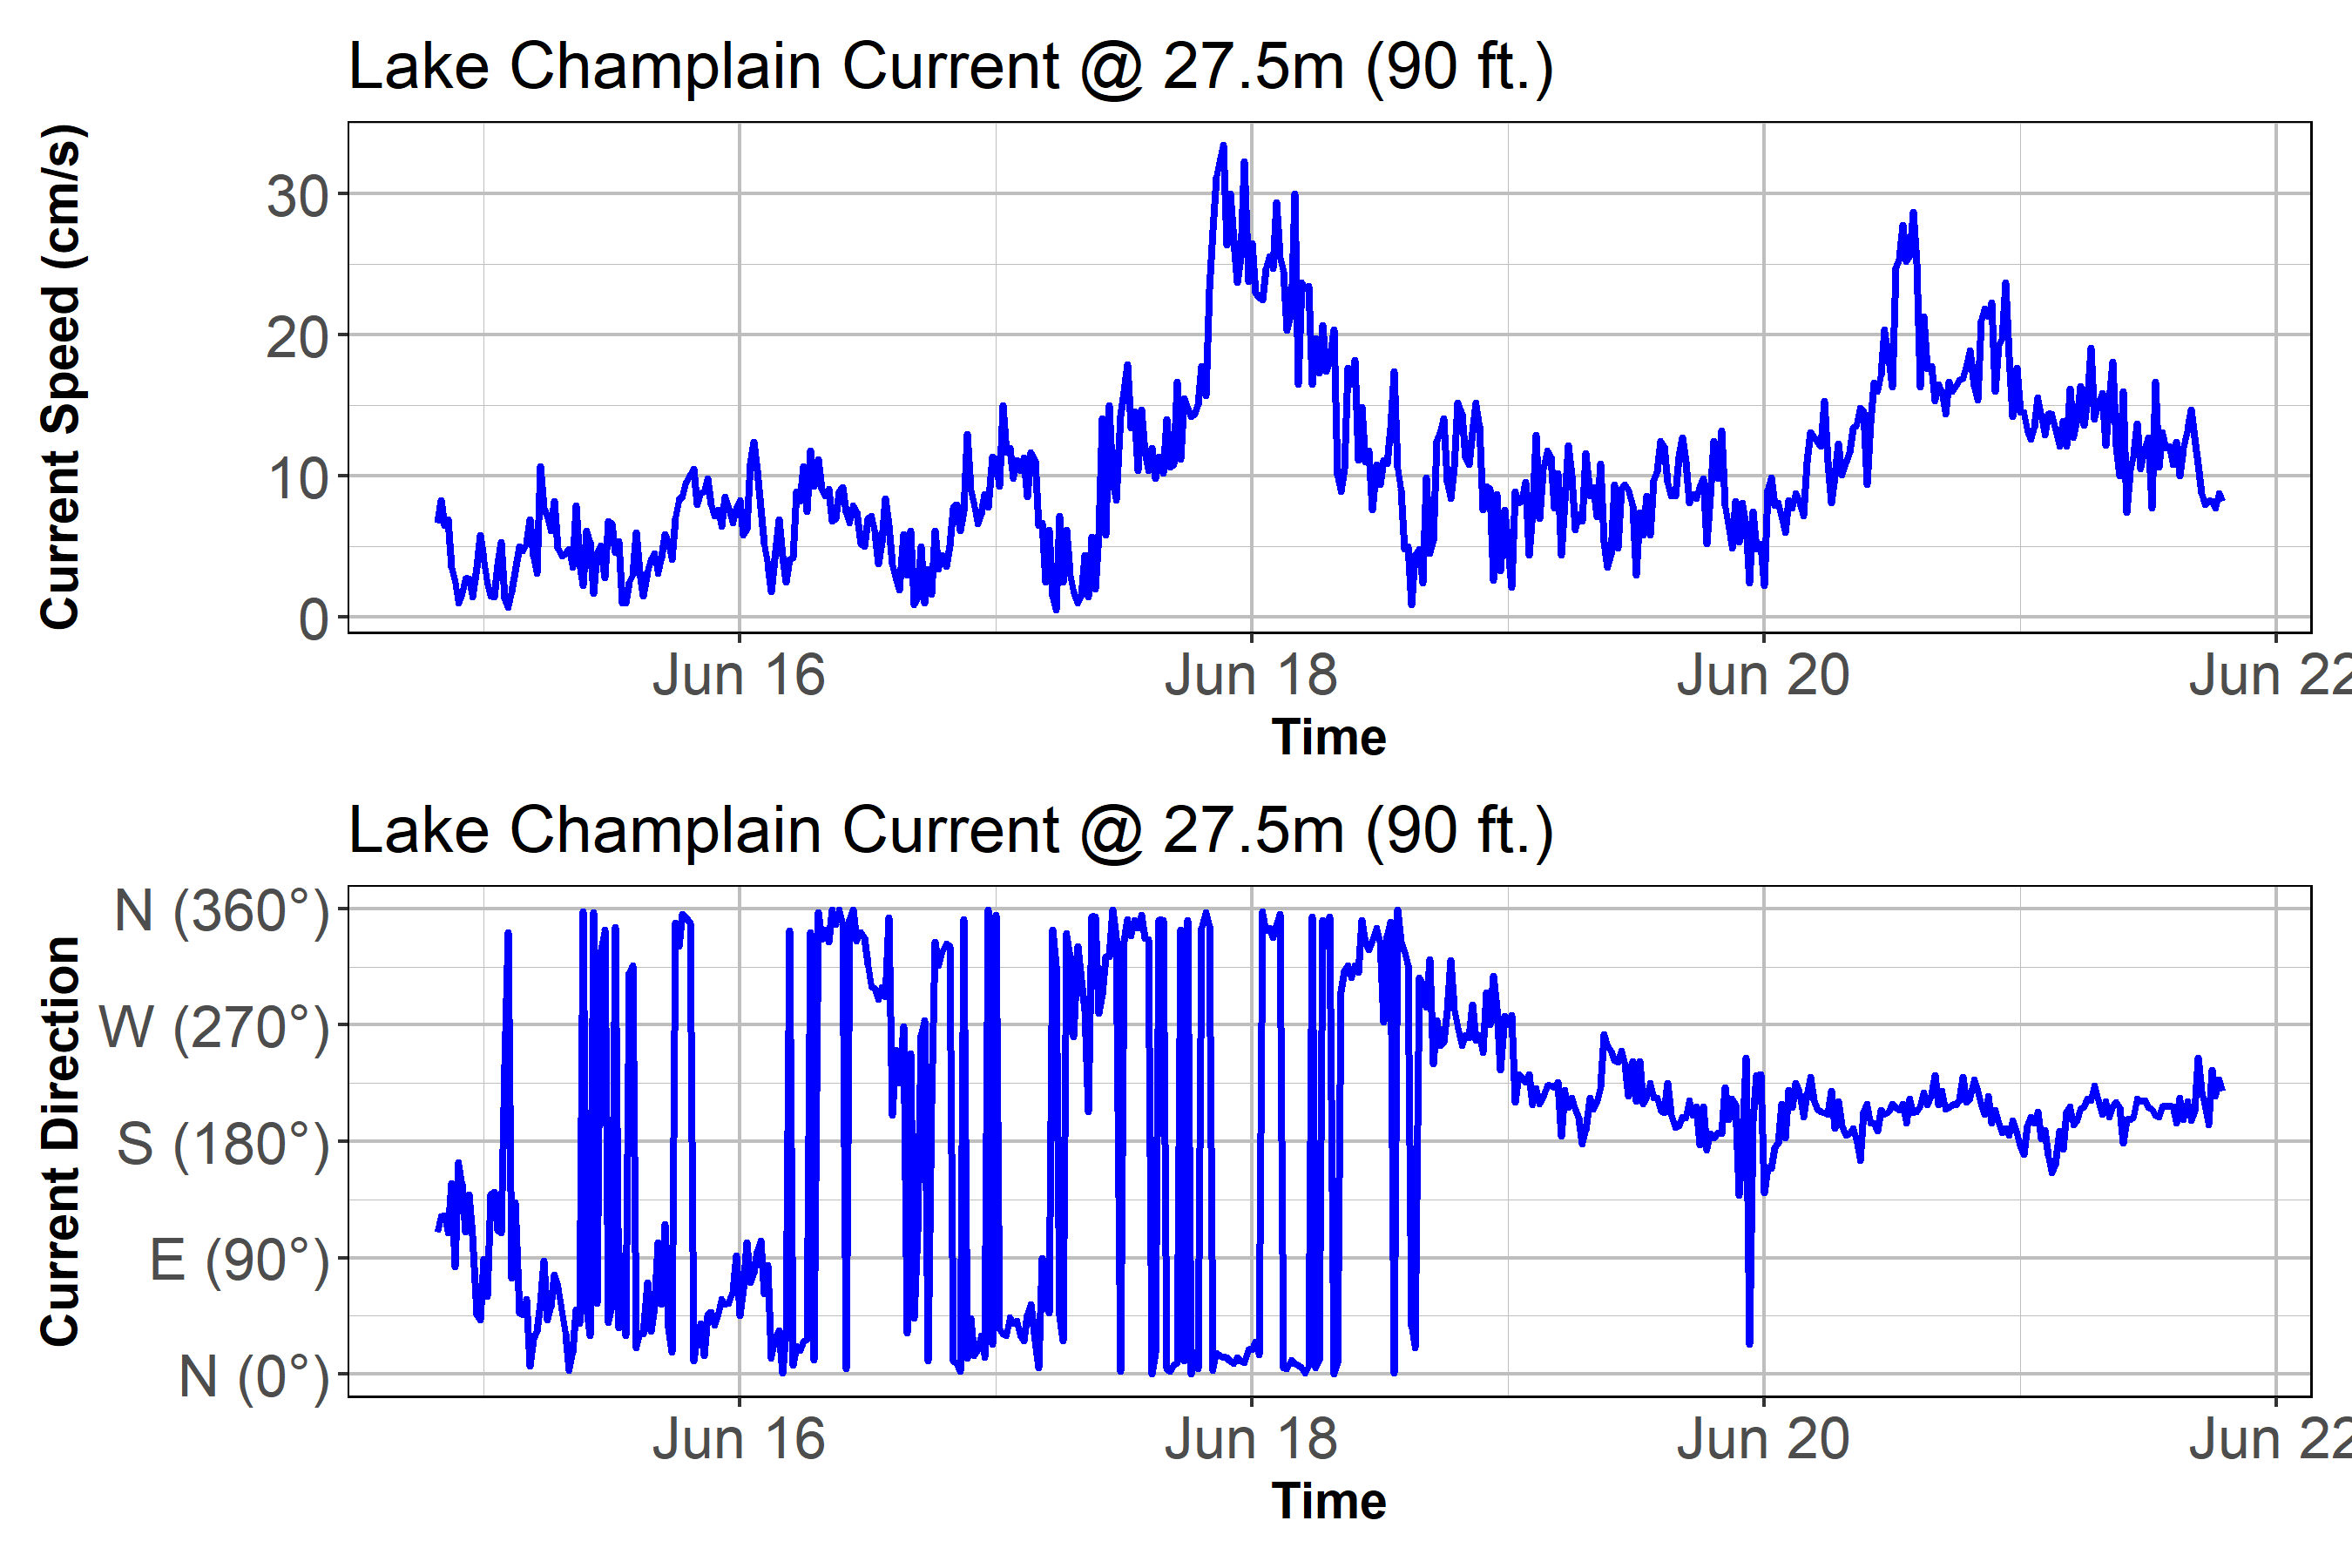 Lake Champlain Current @ 27.5m (90 ft.)
Current Speed (cm/s)
30
20
10
0
Jun 16 Jun 18 Jun 20 Jun 22
Time
Lake Champlain Current @ 27.5m (90 ft.)
Current Direction
N (360°)
W (270°)
S (180°)
E (90°)
N (0°)
Jun 16 Jun 18 Jun 20 Jun 22
Time